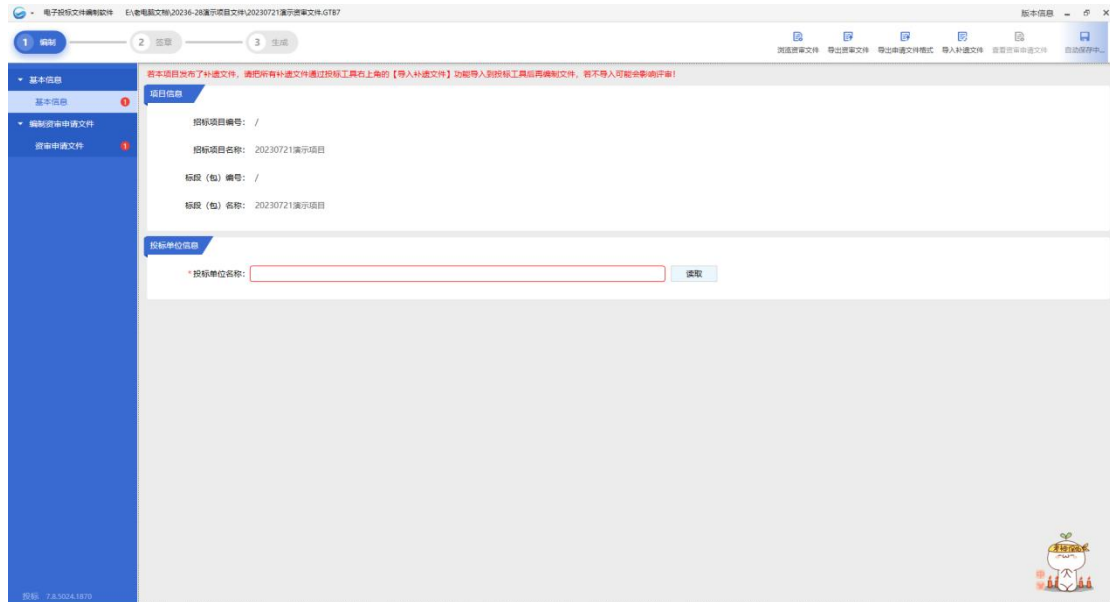 电子投标文件编制软件 E:\老电脑文档\20236-28演示项目文件\20230721演示资审文件.GTB7 版本信息
1 编制 2 签章 3 生成
浏览资审文件 导出资审文件 导出申请文件格式 导入补遗文件 查看资审申请文件 自动保存中...
基本信息
基本信息 1
编制资审申请文件
资审申请文件 1
若本项目发布了补遗文件，请把所有补遗文件通过投标工具右上角的【导入补遗文件】功能导入到投标工具后再编制文件，若不导入可能会影响评审！
项目信息
招标项目编号： /
招标项目名称： 20230721演示项目
标段（包）编号： /
标段（包）名称： 20230721演示项目
投标单位信息
*投标单位名称： 读取
投标 7.8.5024.1870